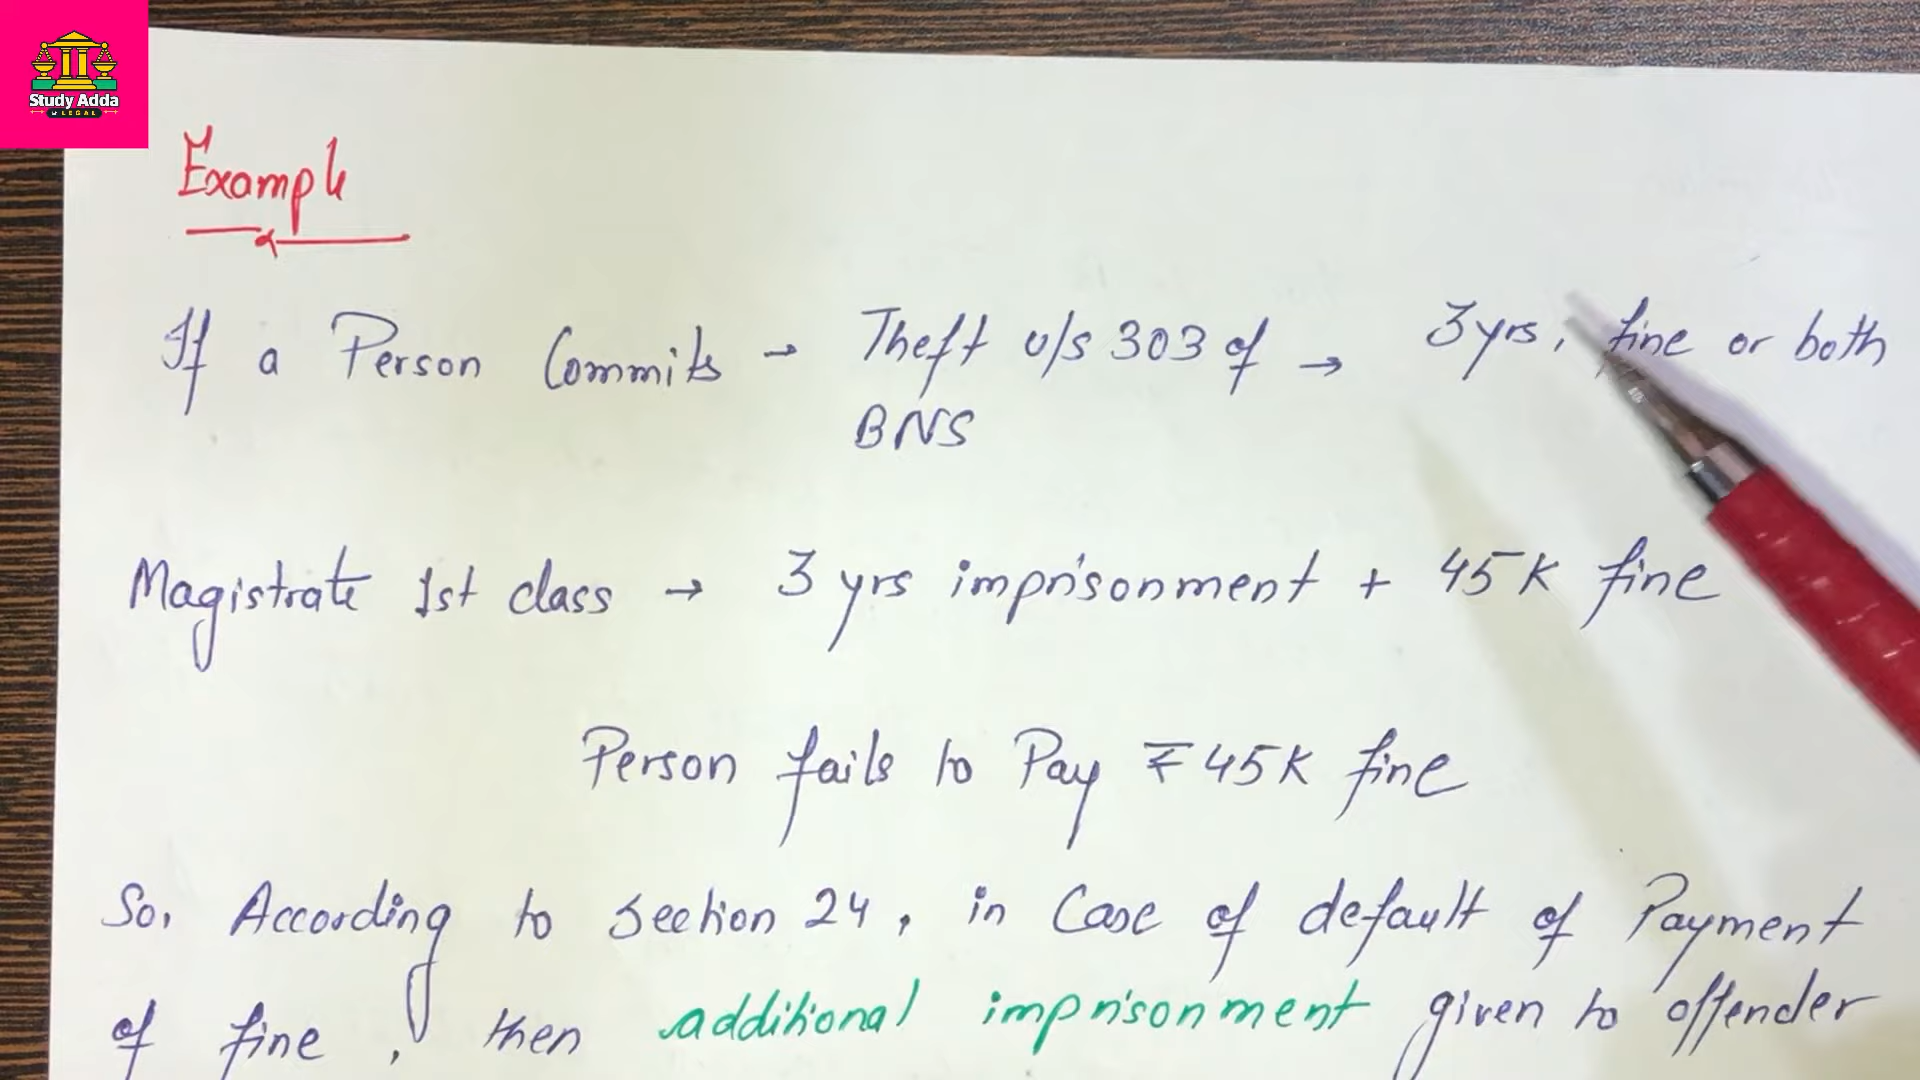 Study Adda
LEGAL
Example
If a Person Commits → Theft u/s 303 of → 3yrs, fine or both
BNS
Magistrate 1st class → 3 yrs imprisonment + 45K fine
Person fails to Pay ₹45K fine
So, According to Section 24, in Case of default of Payment
of fine, then additional imprisonment given to offender